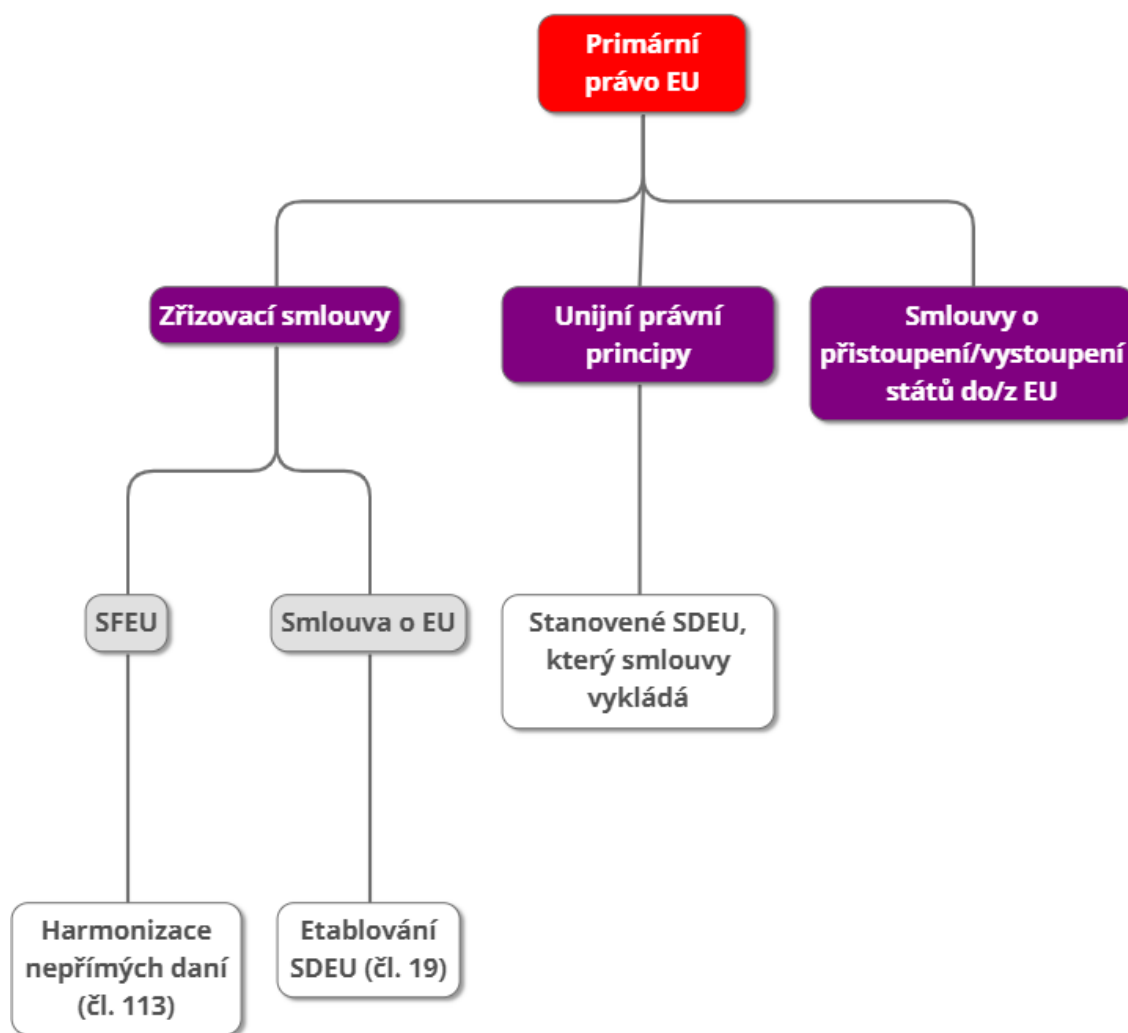 Primární
právo EU
Zřizovací smlouvy
Unijní právní
principy
Smlouvy o
přistoupení/vystoupení
států do/z EU
SFEU
Smlouva o EU
Stanovené SDEU,
který smlouvy
vykládá
Harmonizace
nepřímých daní
(čl. 113)
Etablování
SDEU (čl. 19)